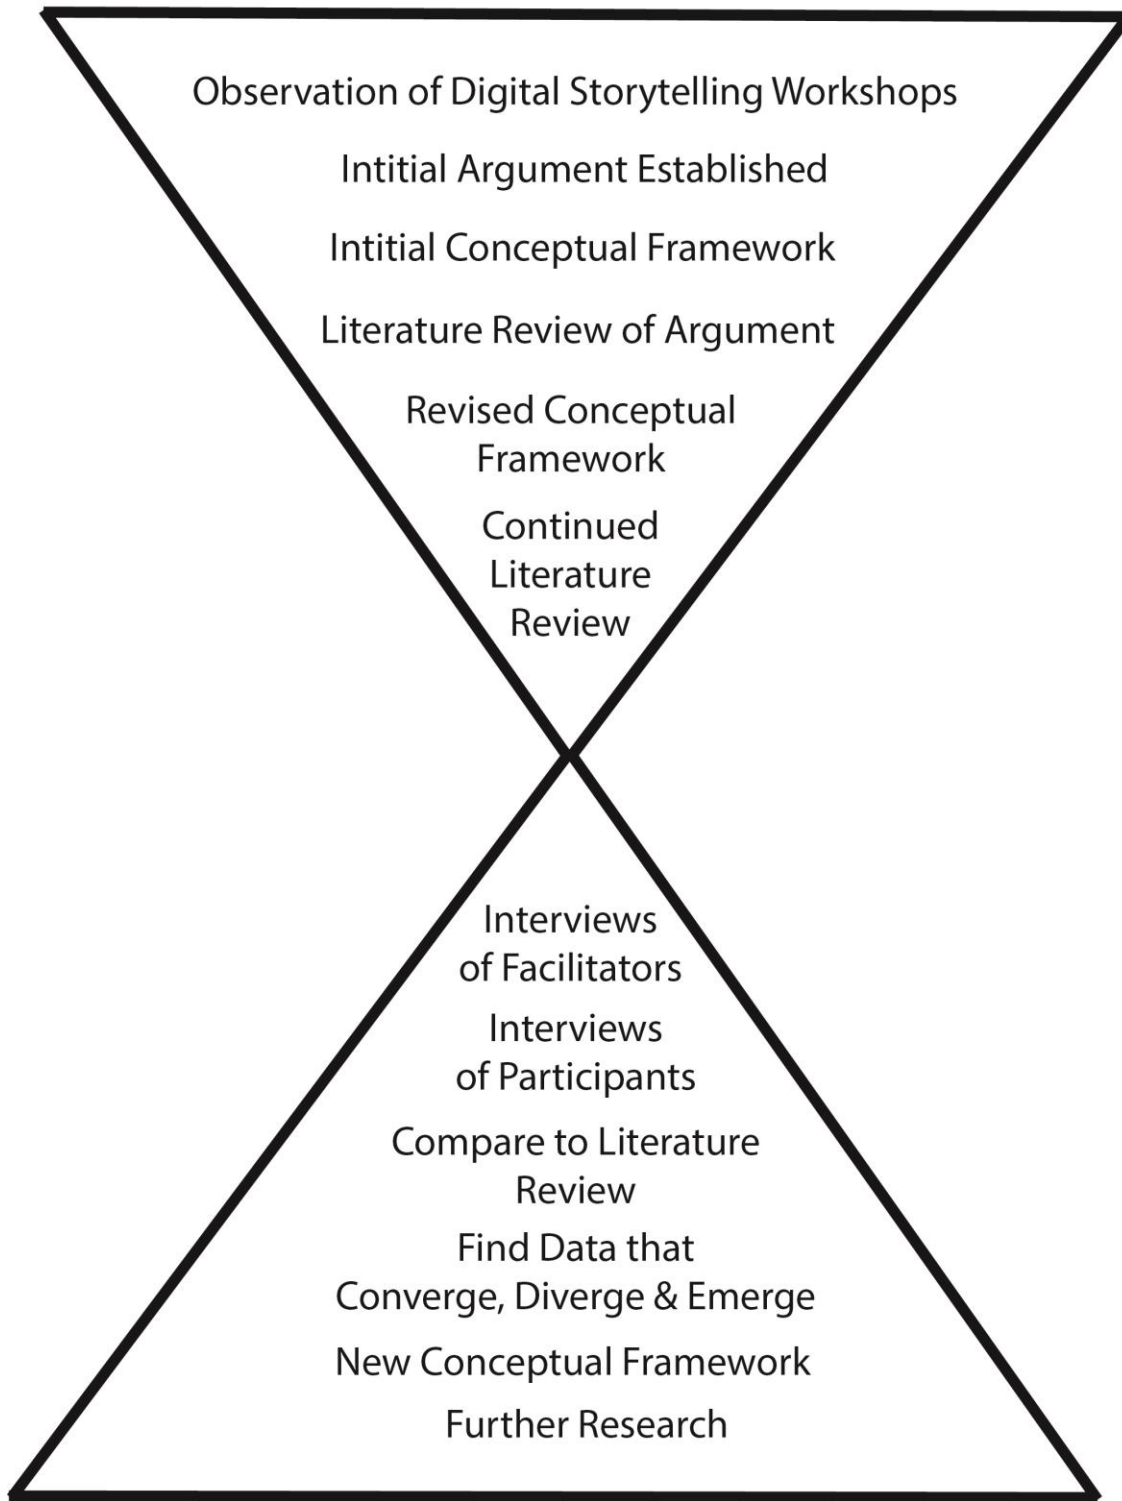 Observation of Digital Storytelling Workshops
Intitial Argument Established
Intitial Conceptual Framework
Literature Review of Argument
Revised Conceptual
Framework
Continued
Literature
Review
Interviews
of Facilitators
Interviews
of Participants
Compare to Literature
Review
Find Data that
Converge, Diverge & Emerge
New Conceptual Framework
Further Research